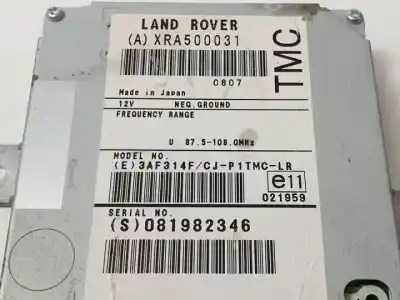 LAND ROVER
(A) XRA500031
0807
TMC
Made in Japan
12V NEG.GROUND
FREQUENCY RANGE
U 87.5-108.0MHz
MODEL NO.
(E)3AF314F/CJ-P1TMC-LR
e11
021959
SERIAL NO.
(S)081982346